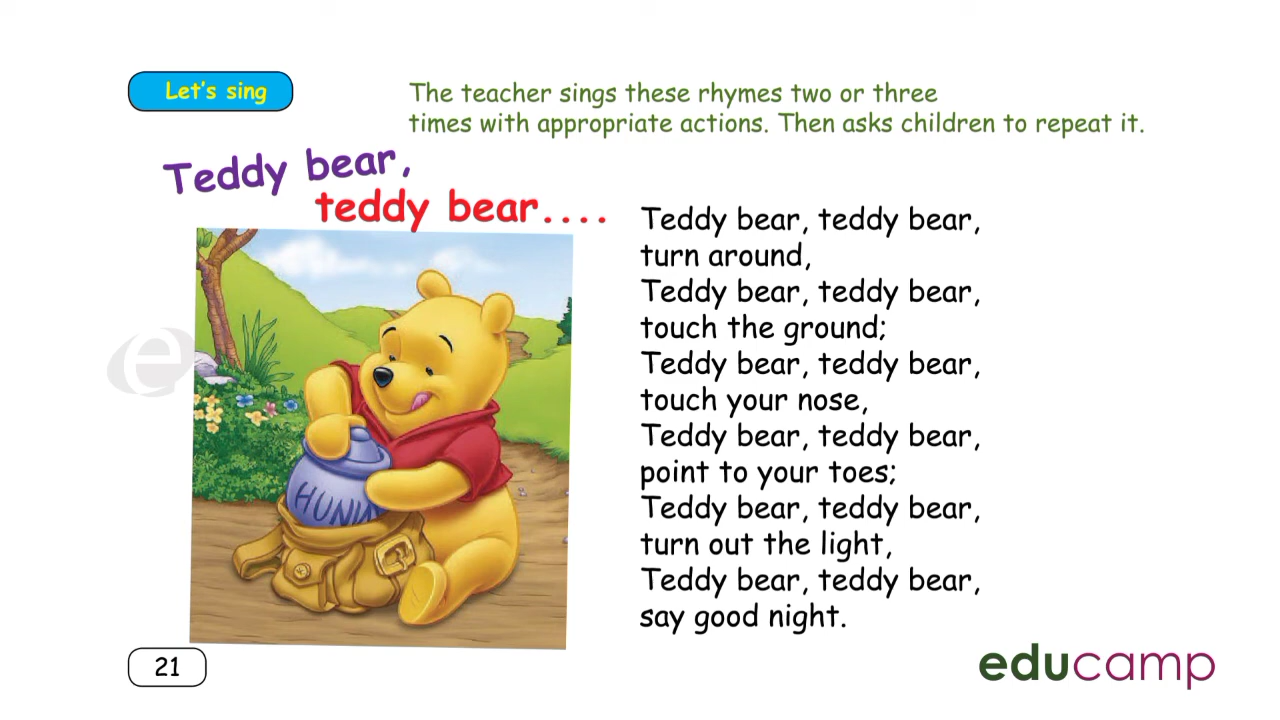 Let's sing
The teacher sings these rhymes two or three
times with appropriate actions. Then asks children to repeat it.
Teddy bear,
teddy bear....
Teddy bear, teddy bear,
turn around,
Teddy bear, teddy bear,
touch the ground;
Teddy bear, teddy bear,
touch your nose,
Teddy bear, teddy bear,
point to your toes;
Teddy bear, teddy bear,
turn out the light,
Teddy bear, teddy bear,
say good night.
HUNN
e
21
educamp